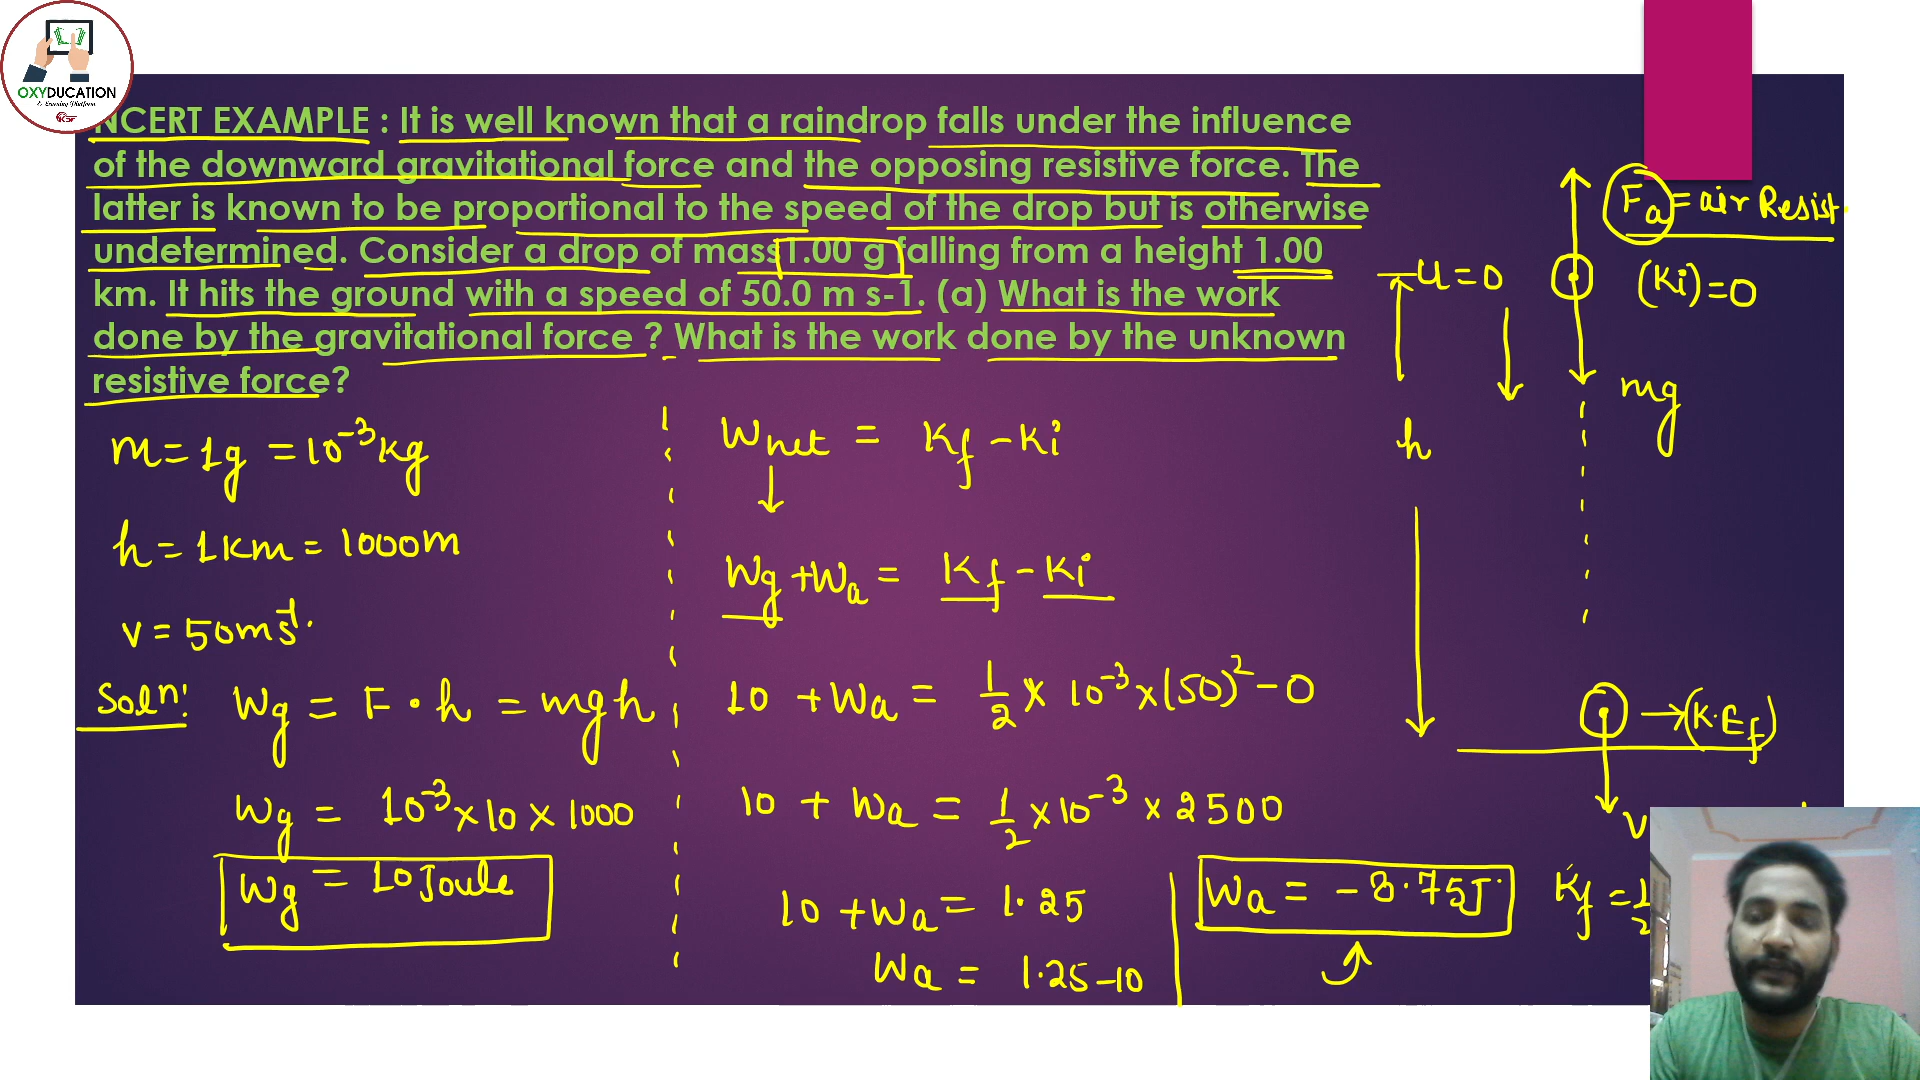 OXYDUCATION
A Learning Platform
NCERT EXAMPLE : It is well known that a raindrop falls under the influence
of the downward gravitational force and the opposing resistive force. The
latter is known to be proportional to the speed of the drop but is otherwise
undetermined. Consider a drop of mass 1.00 g falling from a height 1.00
km. It hits the ground with a speed of 50.0 m s-1. (a) What is the work
done by the gravitational force ? What is the work done by the unknown
resistive force?
m = 1g = 10⁻³kg
h = 1Km = 1000m
v = 50ms⁻¹.
Soln: Wg = F · h = mgh
Wg = 10⁻³ × 10 × 1000
Wg = 10 Joule
Wnet = Kf - Ki
↓
Wg + Wa = Kf - Ki
10 + Wa = 1/2 × 10⁻³ × (50)² - 0
10 + Wa = 1/2 × 10⁻³ × 2500
10 + Wa = 1.25
Wa = 1.25 - 10
Wa = -8.75J
Fa = air Resist.
u = 0
(Ki) = 0
mg
h
→ (K.Ef)
V
Kf = 1/2